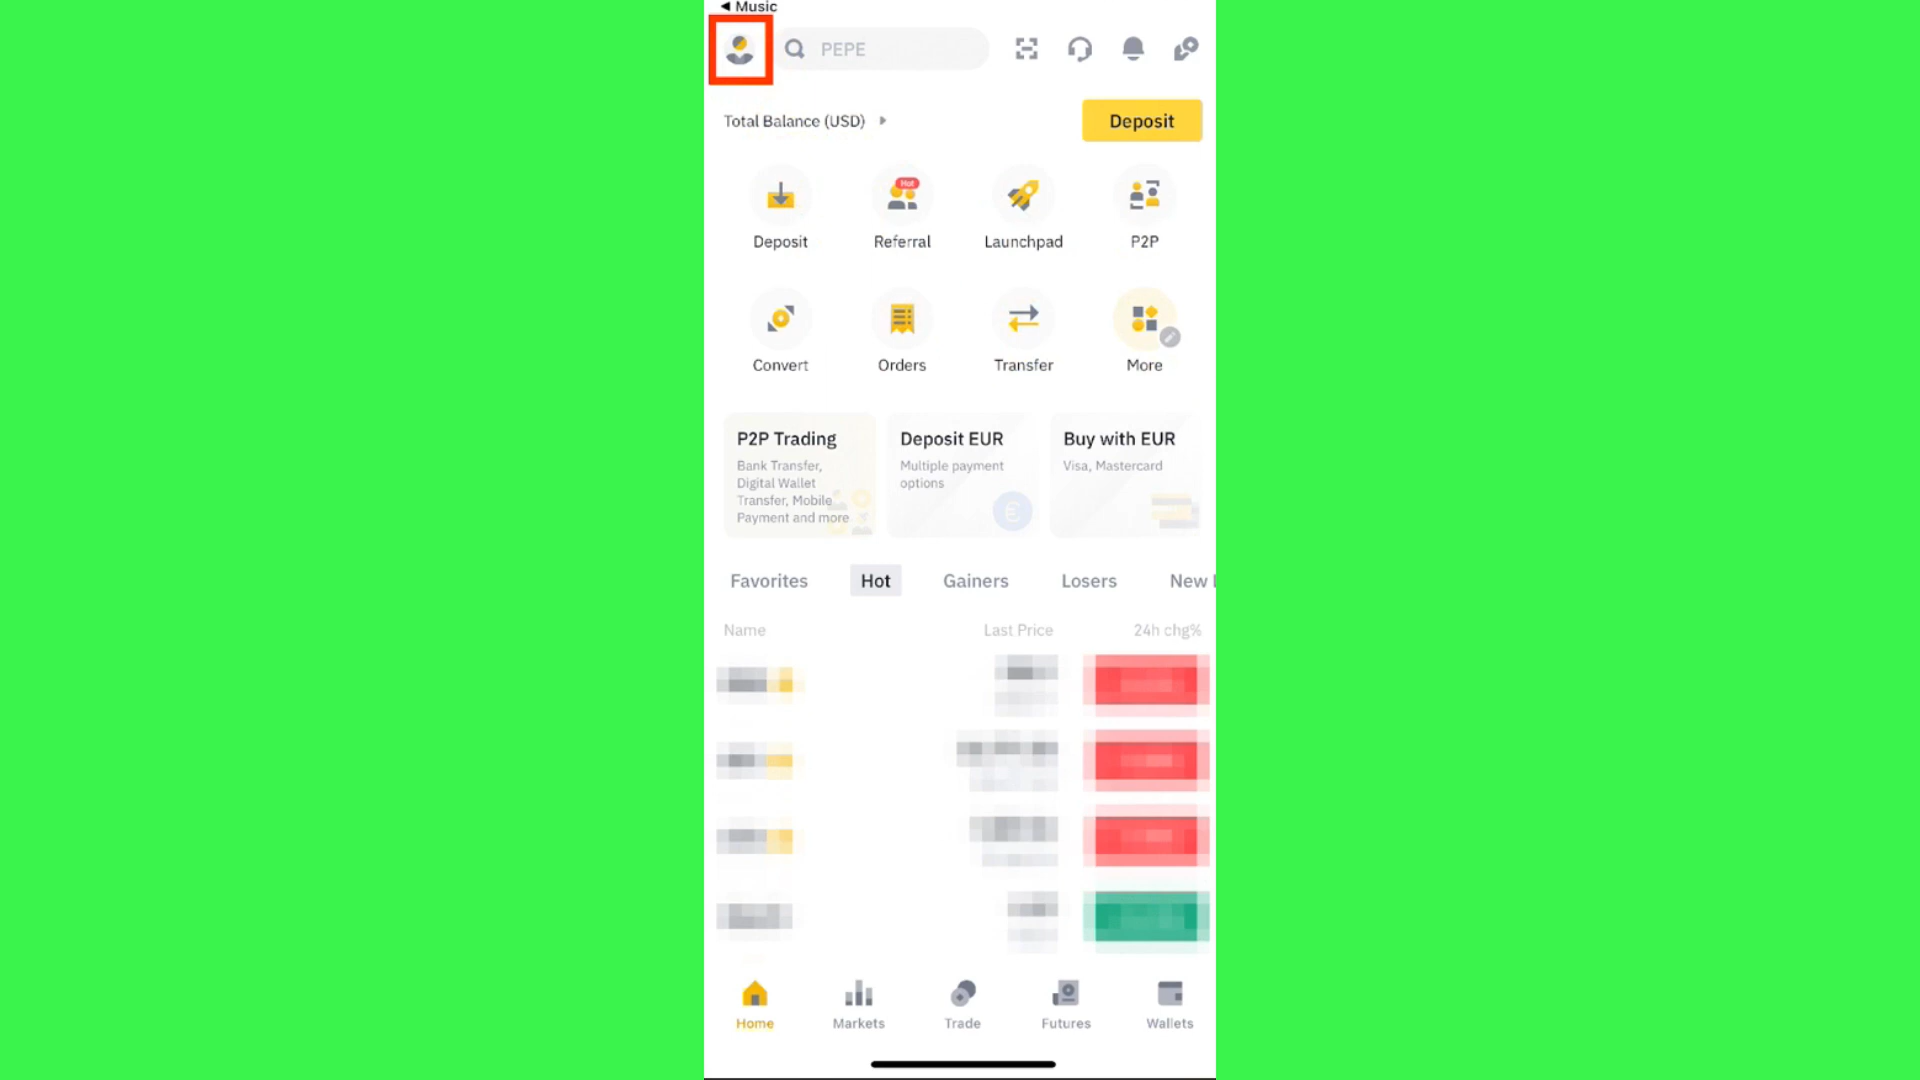 ◀ Music
PEPE
Total Balance (USD)
Deposit
Hot
Deposit Referral Launchpad P2P
Convert Orders Transfer More
P2P Trading
Bank Transfer,
Digital Wallet
Transfer, Mobile
Payment and more
Deposit EUR
Multiple payment
options
Buy with EUR
Visa, Mastercard
Favorites Hot Gainers Losers New
Name Last Price 24h chg%
Home Markets Trade Futures Wallets